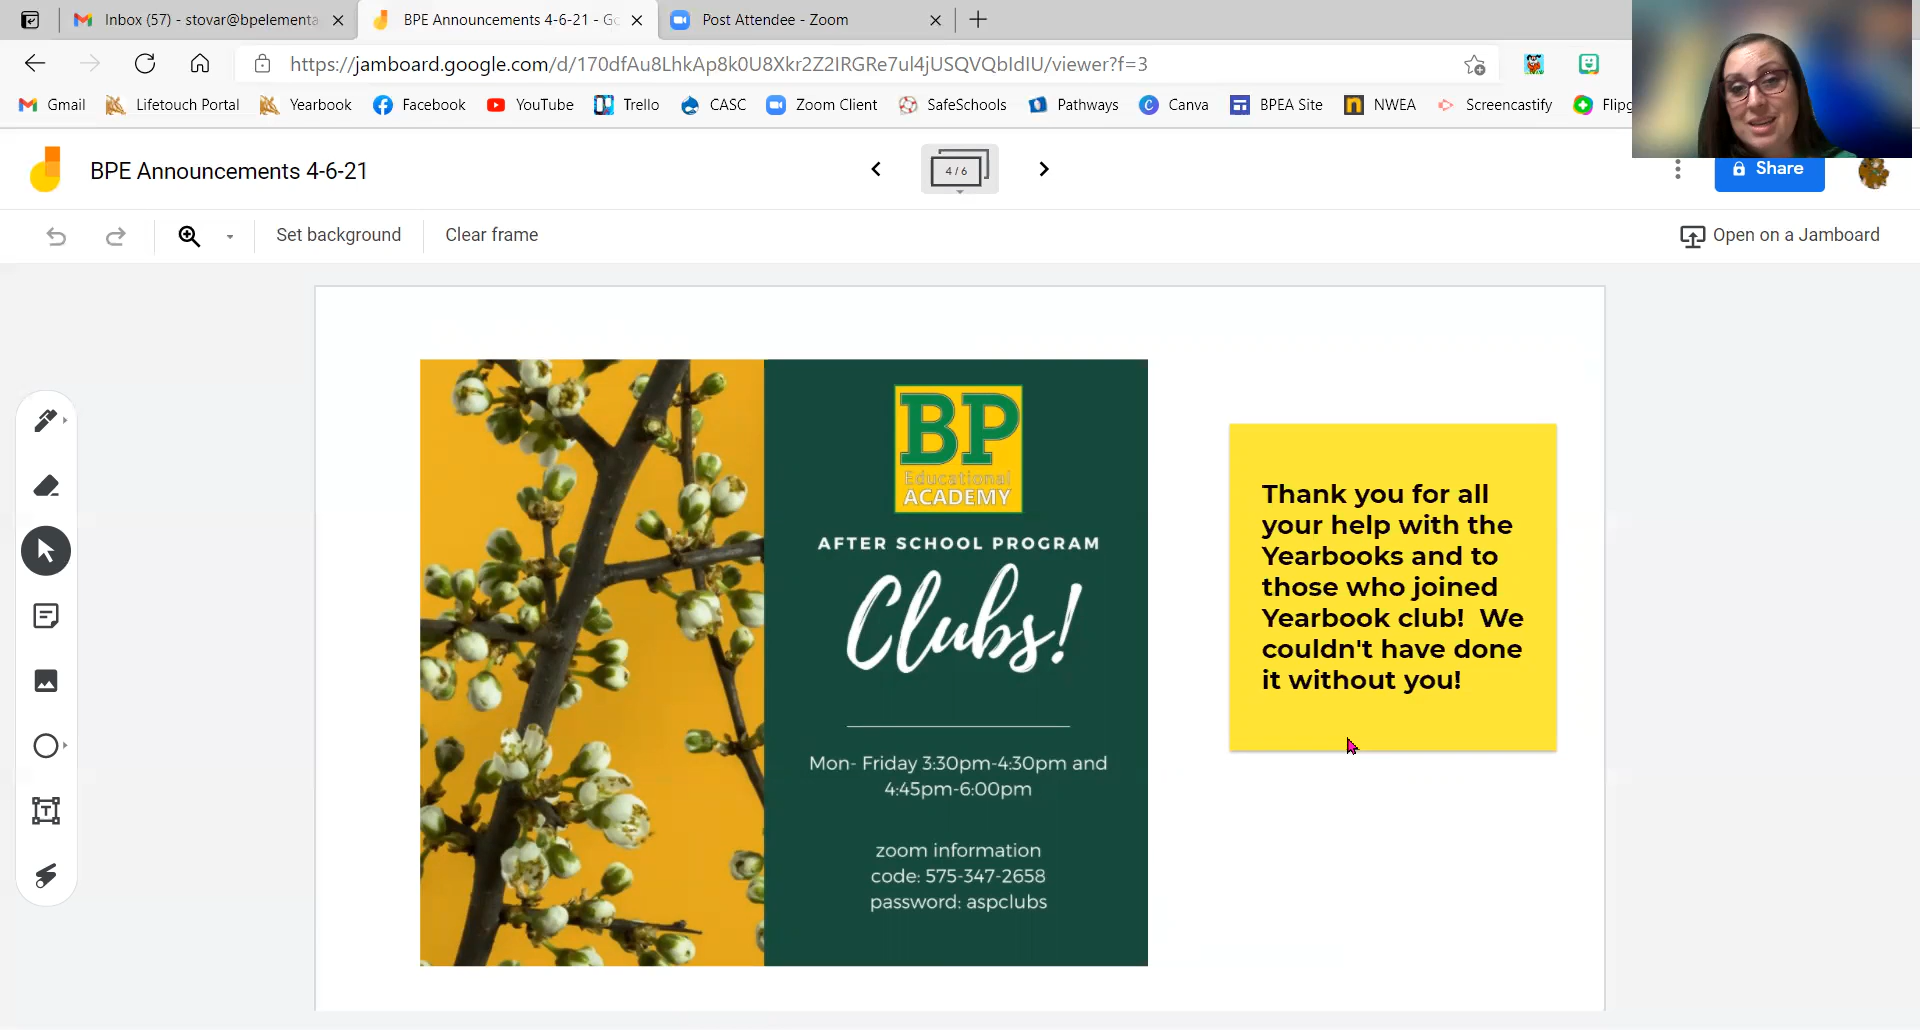 Inbox (57) - stovar@bpelementa
BPE Announcements 4-6-21 - Go
Post Attendee - Zoom
https://jamboard.google.com/d/170dfAu8LhkAp8k0U8Xkr2Z2IRGRe7ul4jUSQVQbIdIU/viewer?f=3
Gmail
Lifetouch Portal
Yearbook
Facebook
YouTube
Trello
CASC
Zoom Client
SafeSchools
Pathways
Canva
BPEA Site
NWEA
Screencastify
Flipg
BPE Announcements 4-6-21
4 / 6
Share
Set background
Clear frame
Open on a Jamboard
BP
Educational
ACADEMY
AFTER SCHOOL PROGRAM
Clubs!
Mon- Friday 3:30pm-4:30pm and
4:45pm-6:00pm
zoom information
code: 575-347-2658
password: aspclubs
Thank you for all
your help with the
Yearbooks and to
those who joined
Yearbook club!  We
couldn't have done
it without you!